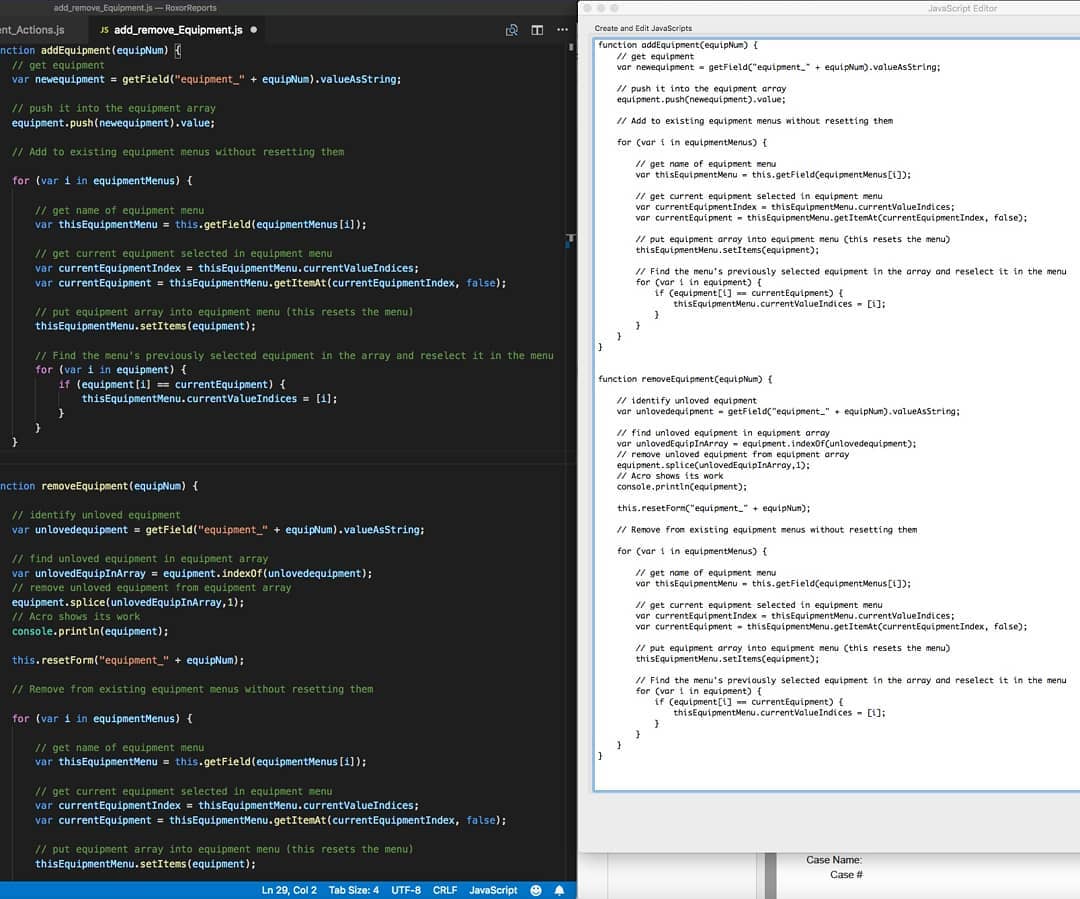 add_remove_Equipment.js — RoxorReports
nt_Actions.js
JS add_remove_Equipment.js
nction addEquipment(equipNum) {
// get equipment
var newequipment = getField("equipment_" + equipNum).valueAsString;
// push it into the equipment array
equipment.push(newequipment).value;
// Add to existing equipment menus without resetting them
for (var i in equipmentMenus) {
// get name of equipment menu
var thisEquipmentMenu = this.getField(equipmentMenus[i]);
// get current equipment selected in equipment menu
var currentEquipmentIndex = thisEquipmentMenu.currentValueIndices;
var currentEquipment = thisEquipmentMenu.getItemAt(currentEquipmentIndex, false);
// put equipment array into equipment menu (this resets the menu)
thisEquipmentMenu.setItems(equipment);
// Find the menu's previously selected equipment in the array and reselect it in the menu
for (var i in equipment) {
if (equipment[i] == currentEquipment) {
thisEquipmentMenu.currentValueIndices = [i];
}
}
}
nction removeEquipment(equipNum) {
// identify unloved equipment
var unlovedequipment = getField("equipment_" + equipNum).valueAsString;
// find unloved equipment in equipment array
var unlovedEquipInArray = equipment.indexOf(unlovedequipment);
// remove unloved equipment from equipment array
equipment.splice(unlovedEquipInArray,1);
// Acro shows its work
console.println(equipment);
this.resetForm("equipment_" + equipNum);
// Remove from existing equipment menus without resetting them
for (var i in equipmentMenus) {
// get name of equipment menu
var thisEquipmentMenu = this.getField(equipmentMenus[i]);
// get current equipment selected in equipment menu
var currentEquipmentIndex = thisEquipmentMenu.currentValueIndices;
var currentEquipment = thisEquipmentMenu.getItemAt(currentEquipmentIndex, false);
// put equipment array into equipment menu (this resets the menu)
thisEquipmentMenu.setItems(equipment);
Ln 29, Col 2 Tab Size: 4 UTF-8 CRLF JavaScript
JavaScript Editor
Create and Edit JavaScripts
function addEquipment(equipNum) {
// get equipment
var newequipment = getField("equipment_" + equipNum).valueAsString;
// push it into the equipment array
equipment.push(newequipment).value;
// Add to existing equipment menus without resetting them
for (var i in equipmentMenus) {
// get name of equipment menu
var thisEquipmentMenu = this.getField(equipmentMenus[i]);
// get current equipment selected in equipment menu
var currentEquipmentIndex = thisEquipmentMenu.currentValueIndices;
var currentEquipment = thisEquipmentMenu.getItemAt(currentEquipmentIndex, false);
// put equipment array into equipment menu (this resets the menu)
thisEquipmentMenu.setItems(equipment);
// Find the menu's previously selected equipment in the array and reselect it in the menu
for (var i in equipment) {
if (equipment[i] == currentEquipment) {
thisEquipmentMenu.currentValueIndices = [i];
}
}
}
}
function removeEquipment(equipNum) {
// identify unloved equipment
var unlovedequipment = getField("equipment_" + equipNum).valueAsString;
// find unloved equipment in equipment array
var unlovedEquipInArray = equipment.indexOf(unlovedequipment);
// remove unloved equipment from equipment array
equipment.splice(unlovedEquipInArray,1);
// Acro shows its work
console.println(equipment);
this.resetForm("equipment_" + equipNum);
// Remove from existing equipment menus without resetting them
for (var i in equipmentMenus) {
// get name of equipment menu
var thisEquipmentMenu = this.getField(equipmentMenus[i]);
// get current equipment selected in equipment menu
var currentEquipmentIndex = thisEquipmentMenu.currentValueIndices;
var currentEquipment = thisEquipmentMenu.getItemAt(currentEquipmentIndex, false);
// put equipment array into equipment menu (this resets the menu)
thisEquipmentMenu.setItems(equipment);
// Find the menu's previously selected equipment in the array and reselect it in the menu
for (var i in equipment) {
if (equipment[i] == currentEquipment) {
thisEquipmentMenu.currentValueIndices = [i];
}
}
}
}
Case Name:
Case #